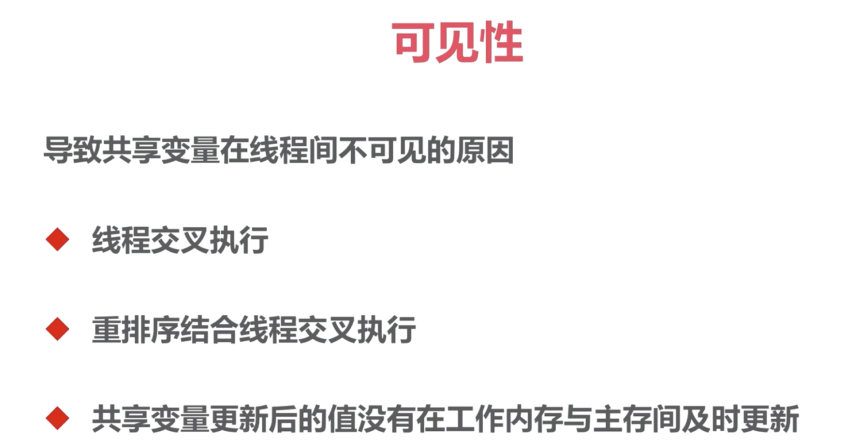 可见性
导致共享变量在线程间不可见的原因
线程交叉执行
重排序结合线程交叉执行
共享变量更新后的值没有在工作内存与主存间及时更新